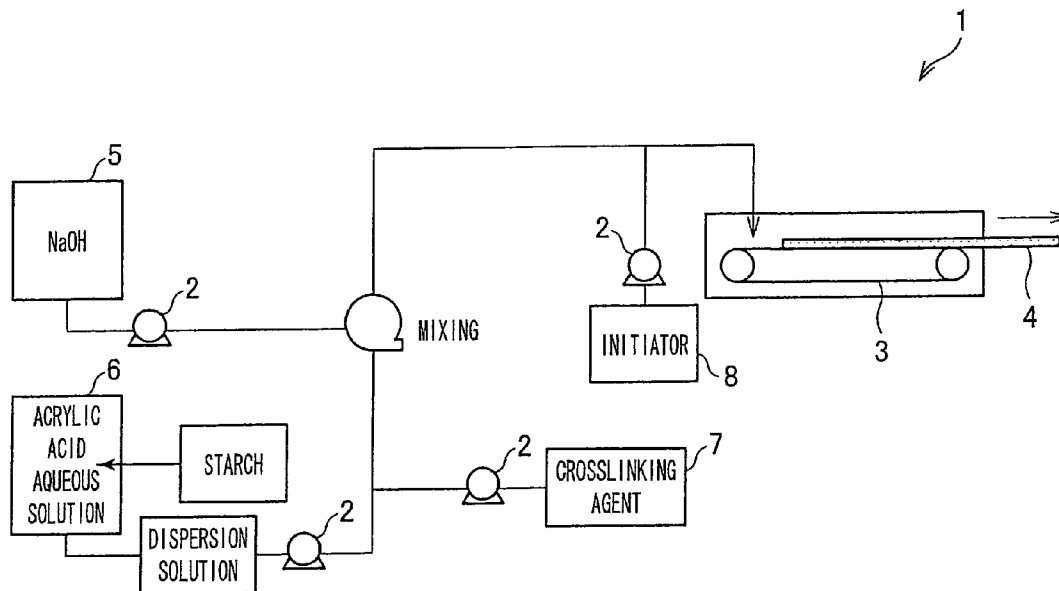 1
5
NaOH
2
MIXING
2
INITIATOR
8
3
4
6
ACRYLIC
ACID
AQUEOUS
SOLUTION
STARCH
2
CROSSLINKING
AGENT
7
DISPERSION
SOLUTION
2